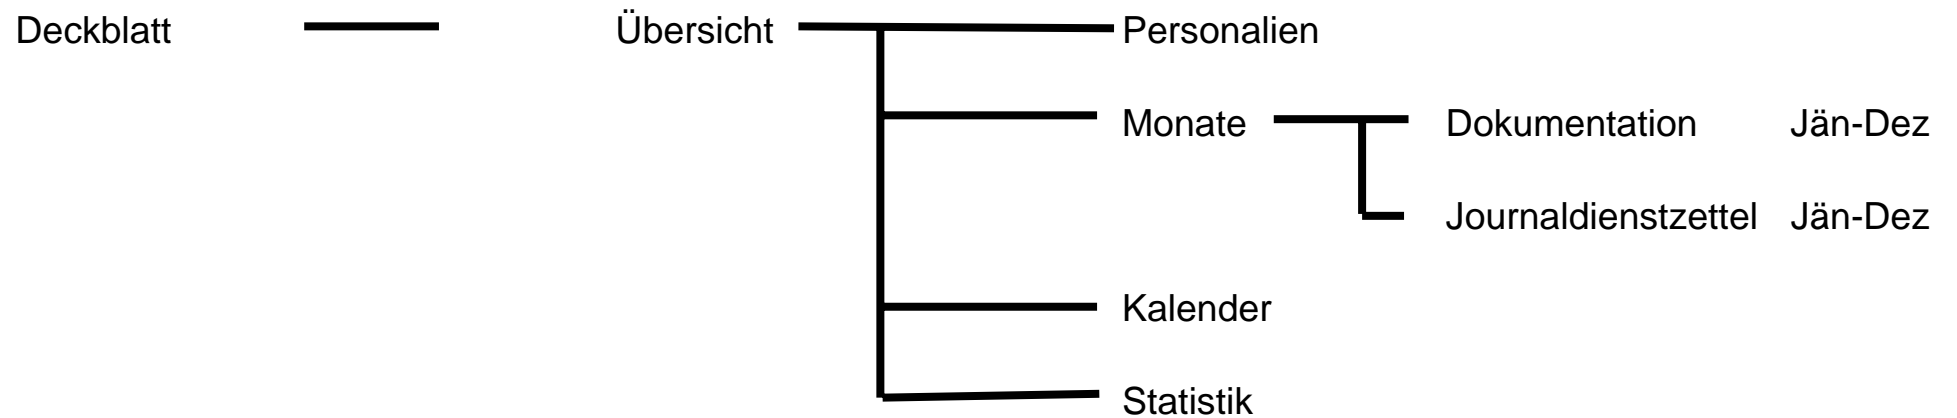 Deckblatt Übersicht Personalien
Monate Dokumentation Jän-Dez
Journaldienstzettel Jän-Dez
Kalender
Statistik